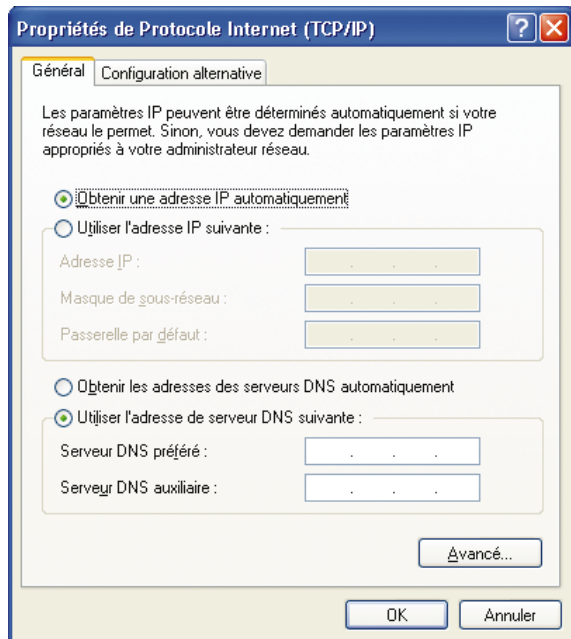 Propriétés de Protocole Internet (TCP/IP)
Général
Configuration alternative
Les paramètres IP peuvent être déterminés automatiquement si votre
réseau le permet. Sinon, vous devez demander les paramètres IP
appropriés à votre administrateur réseau.
Obtenir une adresse IP automatiquement
Utiliser l'adresse IP suivante :
Adresse IP :
Masque de sous-réseau :
Passerelle par défaut :
Obtenir les adresses des serveurs DNS automatiquement
Utiliser l'adresse de serveur DNS suivante :
Serveur DNS préféré :
Serveur DNS auxiliaire :
Avancé...
OK
Annuler